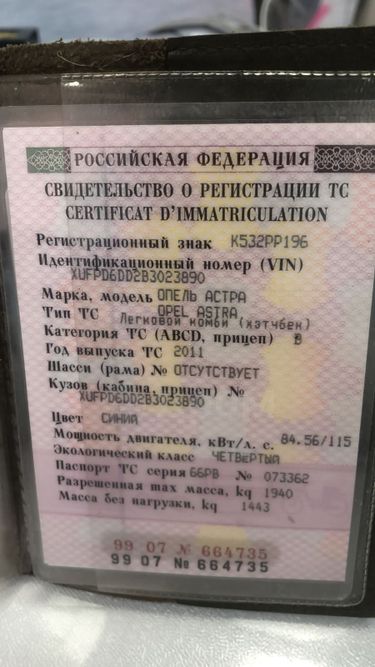 РОССИЙСКАЯ ФЕДЕРАЦИЯ
СВИДЕТЕЛЬСТВО О РЕГИСТРАЦИИ ТС
CERTIFICAT D'IMMATRICULATION
Регистрационный знак К532РР196
Идентификационный номер (VIN)
XUFPD6DD2B3023890
Марка, модель ОПЕЛЬ АСТРА
OPEL ASTRA
Тип ТС Легковой комби (хэтчбек)
Категория ТС (ABCD, прицеп) B
Год выпуска ТС 2011
Шасси (рама) № ОТСУТСТВУЕТ
Кузов (кабина, прицеп) №
XUFPD6DD2B3023890
Цвет СИНИЙ
Мощность двигателя, кВт/л. с. 84.56/115
Экологический класс ЧЕТВЕРТЫЙ
Паспорт ТС серия 66РВ № 073362
Разрешенная max масса, kg 1940
Масса без нагрузки, kg 1443
99 07 № 664735
99 07 № 664735